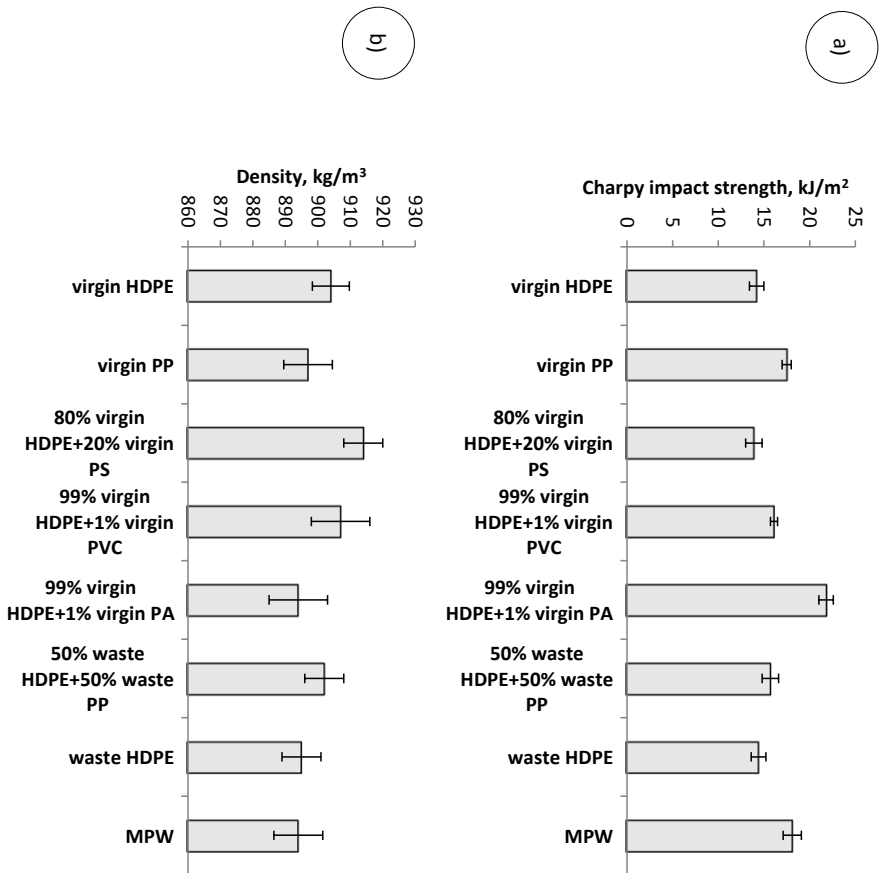 a)
Charpy impact strength, kJ/m²
0
5
10
15
20
25
virgin HDPE
virgin PP
80% virgin
HDPE+20% virgin
PS
99% virgin
HDPE+1% virgin
PVC
99% virgin
HDPE+1% virgin PA
50% waste
HDPE+50% waste
PP
waste HDPE
MPW
b)
Density, kg/m³
860
870
880
890
900
910
920
930
virgin HDPE
virgin PP
80% virgin
HDPE+20% virgin
PS
99% virgin
HDPE+1% virgin
PVC
99% virgin
HDPE+1% virgin PA
50% waste
HDPE+50% waste
PP
waste HDPE
MPW